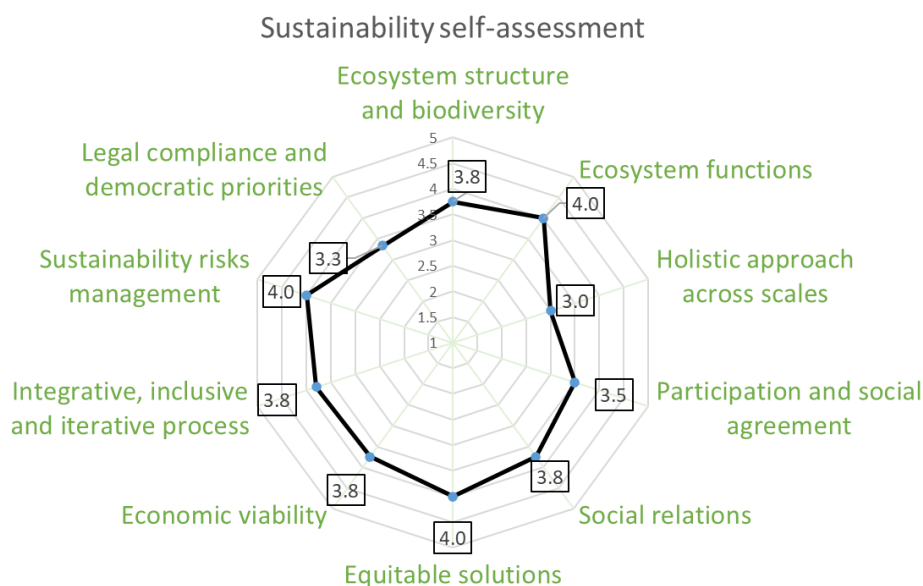 Sustainability self-assessment
Ecosystem structure
and biodiversity
5
4.5
4
3.5
3
2.5
2
1.5
1
3.8
Ecosystem functions
4.0
Holistic approach
across scales
3.0
Participation and social
agreement
3.5
Social relations
3.8
Equitable solutions
4.0
Economic viability
3.8
Integrative, inclusive
and iterative process
3.8
Sustainability risks
management
4.0
Legal compliance and
democratic priorities
3.3